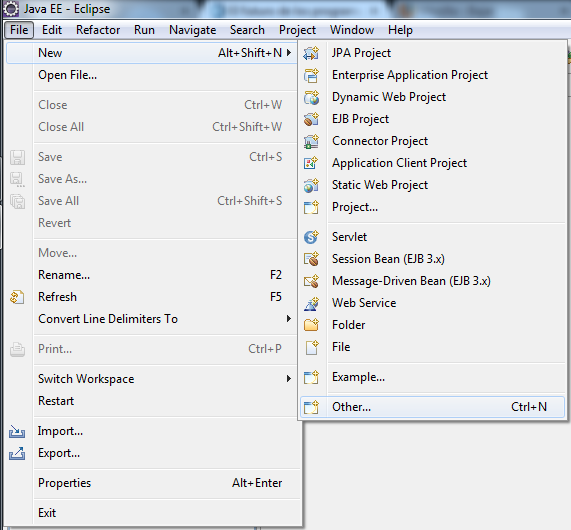 Java EE - Eclipse
File Edit Refactor Run Navigate Search Project Window Help
New Alt+Shift+N
Open File...
Close Ctrl+W
Close All Ctrl+Shift+W
Save Ctrl+S
Save As...
Save All Ctrl+Shift+S
Revert
Move...
Rename... F2
Refresh F5
Convert Line Delimiters To
Print... Ctrl+P
Switch Workspace
Restart
Import...
Export...
Properties Alt+Enter
Exit
JPA Project
Enterprise Application Project
Dynamic Web Project
EJB Project
Connector Project
Application Client Project
Static Web Project
Project...
Servlet
Session Bean (EJB 3.x)
Message-Driven Bean (EJB 3.x)
Web Service
Folder
File
Example...
Other... Ctrl+N